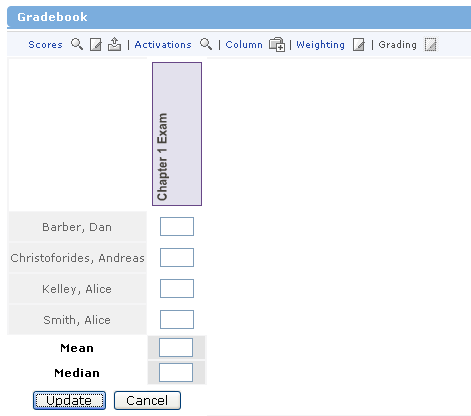 Gradebook
Scores | Activations | Column | Weighting | Grading
Chapter 1 Exam
Barber, Dan
Christoforides, Andreas
Kelley, Alice
Smith, Alice
Mean
Median
Update Cancel